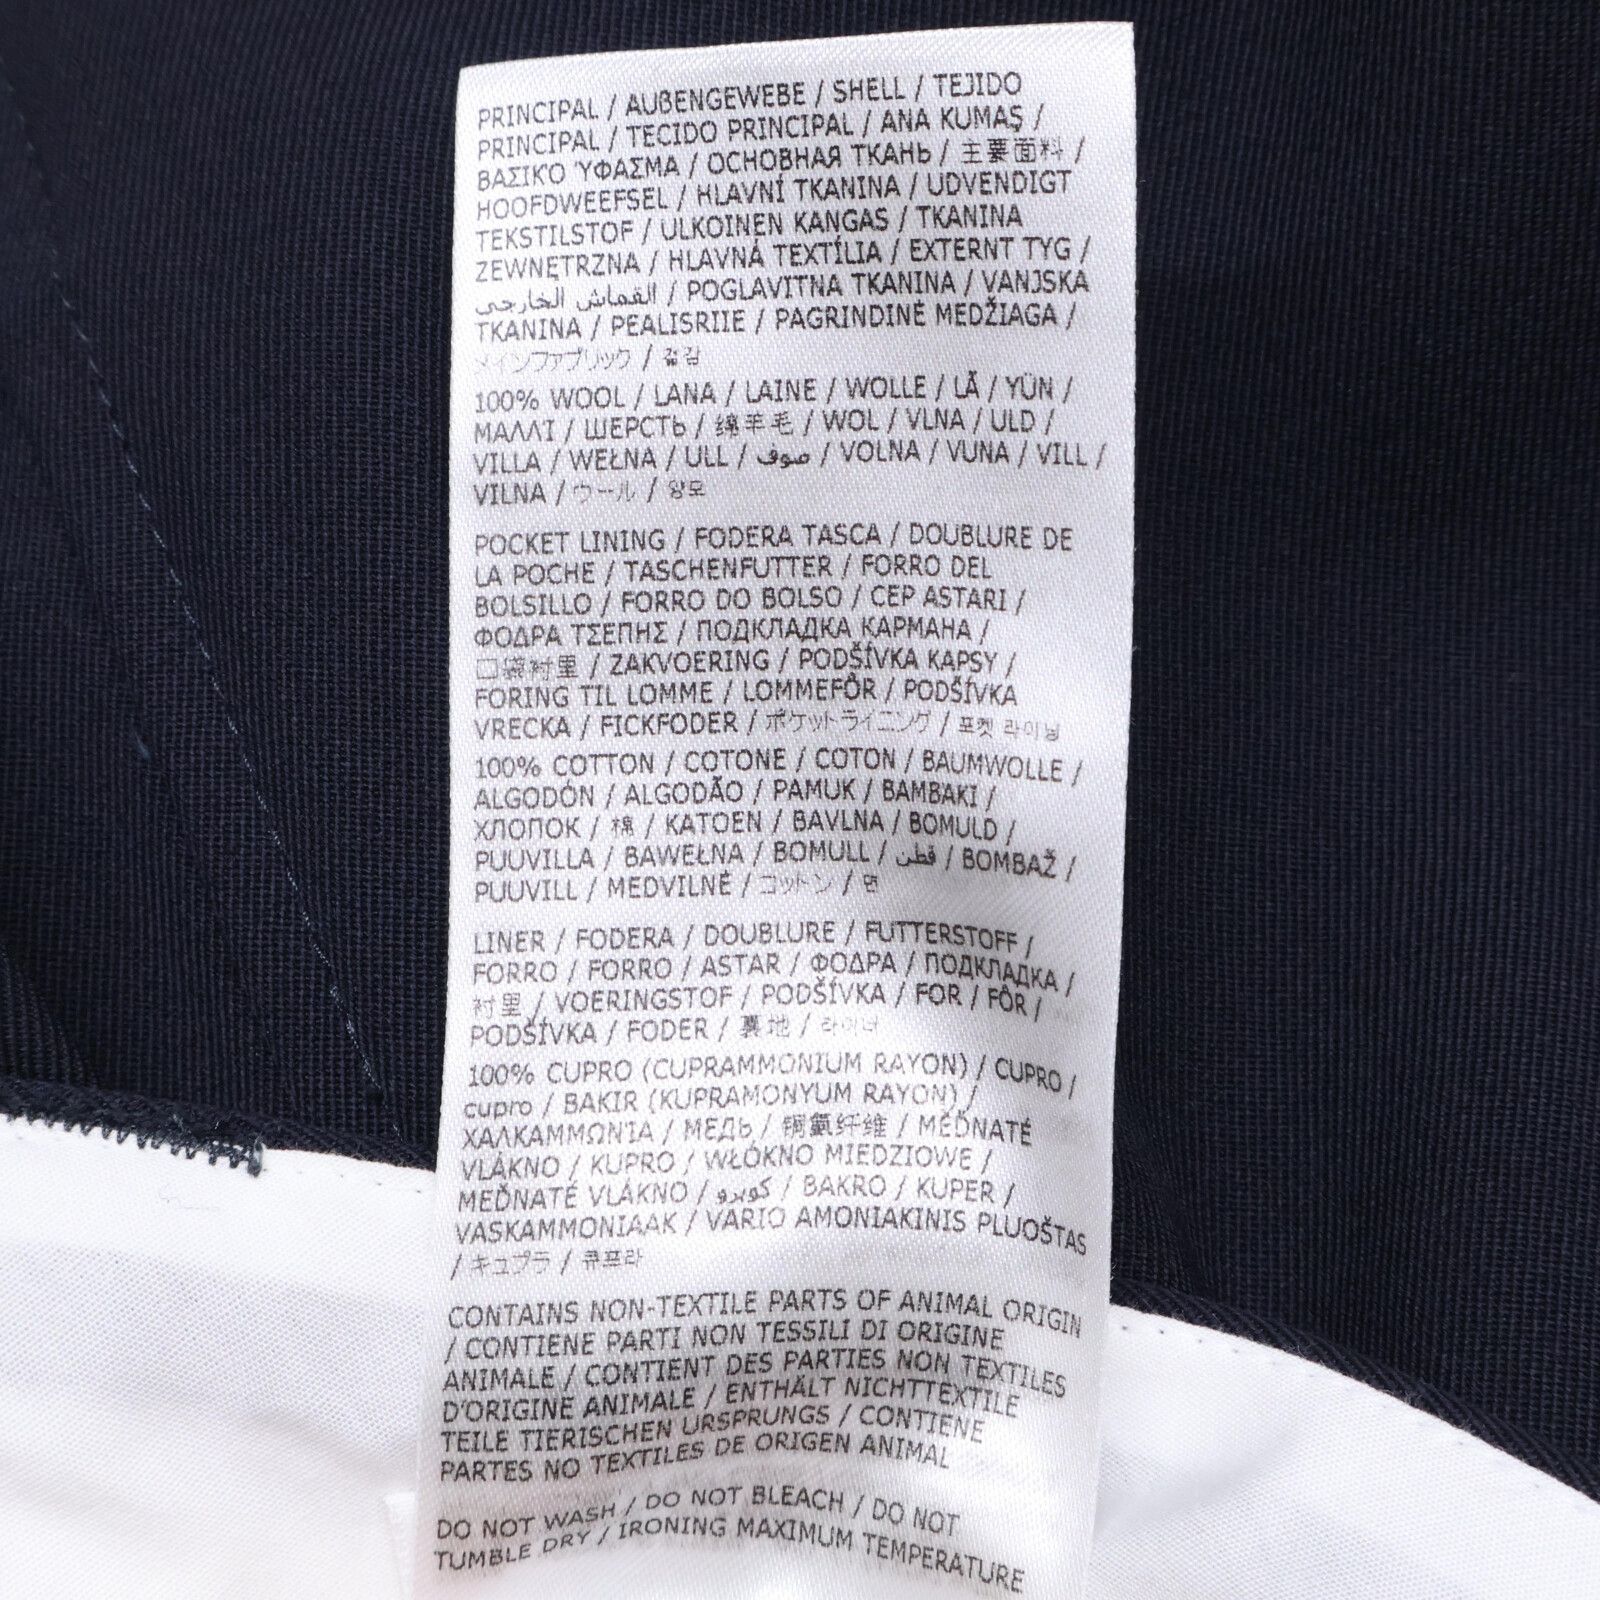 PRINCIPAL / AUßENGEWEBE / SHELL / TEJIDO
PRINCIPAL / TECIDO PRINCIPAL / ANA KUMAŞ /
ΒΑΣΙΚΌ ΎΦΑΣΜΑ / ОСНОВНАЯ ТКАНЬ / 主要面料 /
HOOFDWEEFSEL / HLAVNÍ TKANINA / UDVENDIGT
TEKSTILSTOF / ULKOINEN KANGAS / TKANINA
ZEWNĘTRZNA / HLAVNÁ TEXTÍLIA / EXTERNT TYG /
القماش الخارجي / POGLAVITNA TKANINA / VANJSKA
TKANINA / PEALISRIIE / PAGRINDINĖ MEDŽIAGA /
メインファブリック / 겉감
100% WOOL / LANA / LAINE / WOLLE / LÃ / YÜN /
ΜΑΛΛΊ / ШЕРСТЬ / 绵羊毛 / WOL / VLNA / ULD /
VILLA / WEŁNA / ULL / صوف / VOLNA / VUNA / VILL /
VILNA / ウール / 양모
POCKET LINING / FODERA TASCA / DOUBLURE DE
LA POCHE / TASCHENFUTTER / FORRO DEL
BOLSILLO / FORRO DO BOLSO / CEP ASTARI /
ΦΟΔΡΑ ΤΣΕΠΗΣ / ПОДКЛАДКА КАРМАНА /
口袋衬里 / ZAKVOERING / PODŠÍVKA KAPSY /
FORING TIL LOMME / LOMMEFÔR / PODŠÍVKA
VRECKA / FICKFODER / ポケットライニング / 포켓 라이닝
100% COTTON / COTONE / COTON / BAUMWOLLE /
ALGODÓN / ALGODÃO / PAMUK / BAMBAKI /
ХЛОПОК / 棉 / KATOEN / BAVLNA / BOMULD /
PUUVILLA / BAWEŁNA / BOMULL / قطن / BOMBAŽ /
PUUVILL / MEDVILNĖ / コットン / 면
LINER / FODERA / DOUBLURE / FUTTERSTOFF /
FORRO / FORRO / ASTAR / ΦΟΔΡΑ / ПОДКЛАДКА /
衬里 / VOERINGSTOF / PODŠÍVKA / FOR / FÔR /
PODŠÍVKA / FODER / 裏地 / 라이너
100% CUPRO (CUPRAMMONIUM RAYON) / CUPRO /
cupro / BAKIR (KUPRAMONYUM RAYON) /
ΧΑΛΚΑΜΜΩΝΊΑ / МЕДЬ / 铜氨纤维 / MĚĎNATÉ
VLÁKNO / KUPRO / WŁÓKNO MIEDZIOWE /
MEĎNATÉ VLÁKNO / كوبرو / BAKRO / KUPER /
VASKAMMONIAAK / VARIO AMONIAKINIS PLUOŠTAS
/ キュプラ / 큐프라
CONTAINS NON-TEXTILE PARTS OF ANIMAL ORIGIN
/ CONTIENE PARTI NON TESSILI DI ORIGINE
ANIMALE / CONTIENT DES PARTIES NON TEXTILES
D'ORIGINE ANIMALE / ENTHÄLT NICHTTEXTILE
TEILE TIERISCHEN URSPRUNGS / CONTIENE
PARTES NO TEXTILES DE ORIGEN ANIMAL
DO NOT WASH / DO NOT BLEACH / DO NOT
TUMBLE DRY / IRONING MAXIMUM TEMPERATURE